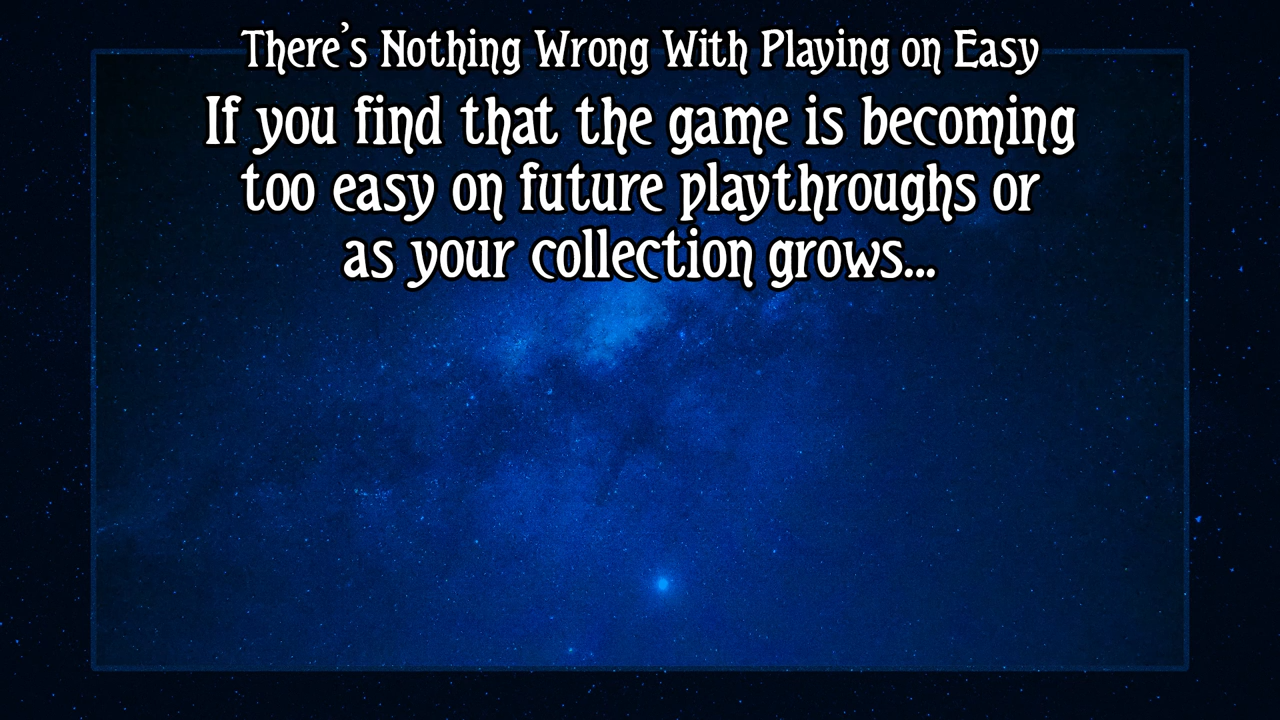 There's Nothing Wrong With Playing on Easy
If you find that the game is becoming
too easy on future playthroughs or
as your collection grows...